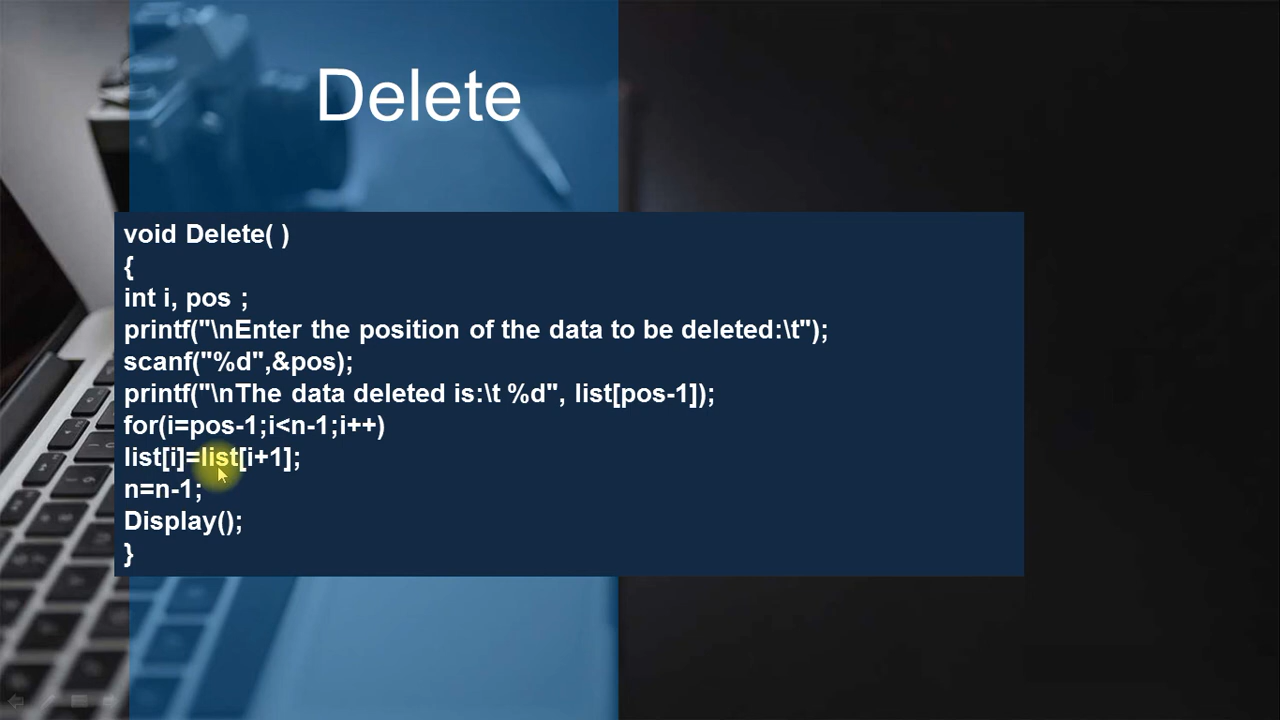 Delete
void Delete( )
{
int i, pos ;
printf("\nEnter the position of the data to be deleted:\t");
scanf("%d",&pos);
printf("\nThe data deleted is:\t %d", list[pos-1]);
for(i=pos-1;i<n-1;i++)
list[i]=list[i+1];
n=n-1;
Display();
}